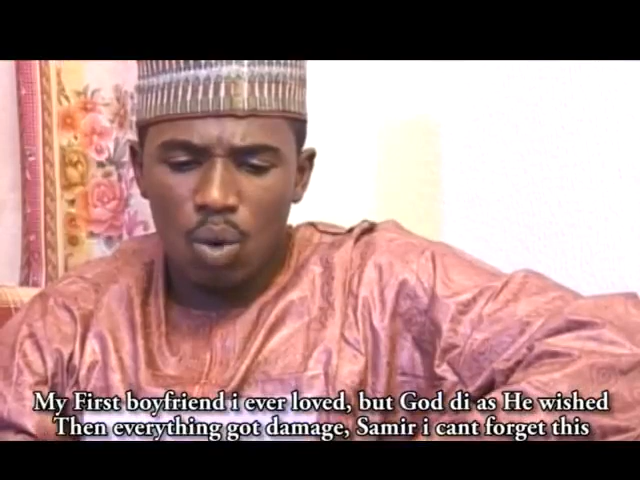 My First boyfriend i ever loved, but God di as He wished
Then everything got damage, Samir i cant forget this